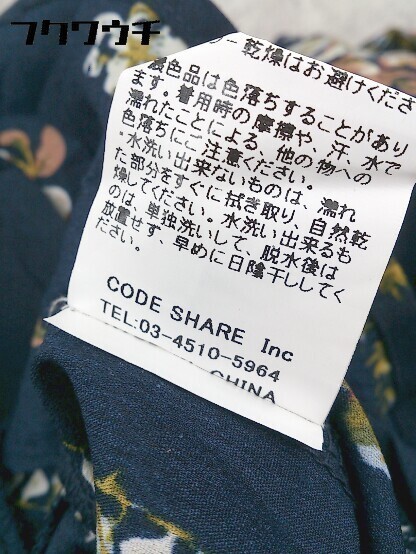 フクワウチ
ー乾燥はお避けくださ
濃色品は色落ちすることがあり
ます。着用時の摩擦や、汗、水で
濡れたことによる、他の物への
色落ちにご注意ください。
水洗い出来ないものは、濡れ
た部分をすぐに拭き取り、自然乾
燥してください。水洗い出来るも
のは、単独洗いして、脱水後は
放置せず、早めに日陰干ししてく
ださい。
CODE SHARE Inc
TEL:03-4510-5964
CHINA